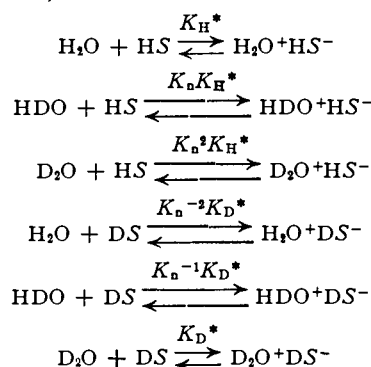 K_H*
H₂O + HS ⇌ H₂O⁺HS⁻
K_nK_H*
HDO + HS ⇌ HDO⁺HS⁻
K_n²K_H*
D₂O + HS ⇌ D₂O⁺HS⁻
K_n⁻²K_D*
H₂O + DS ⇌ H₂O⁺DS⁻
K_n⁻¹K_D*
HDO + DS ⇌ HDO⁺DS⁻
K_D*
D₂O + DS ⇌ D₂O⁺DS⁻